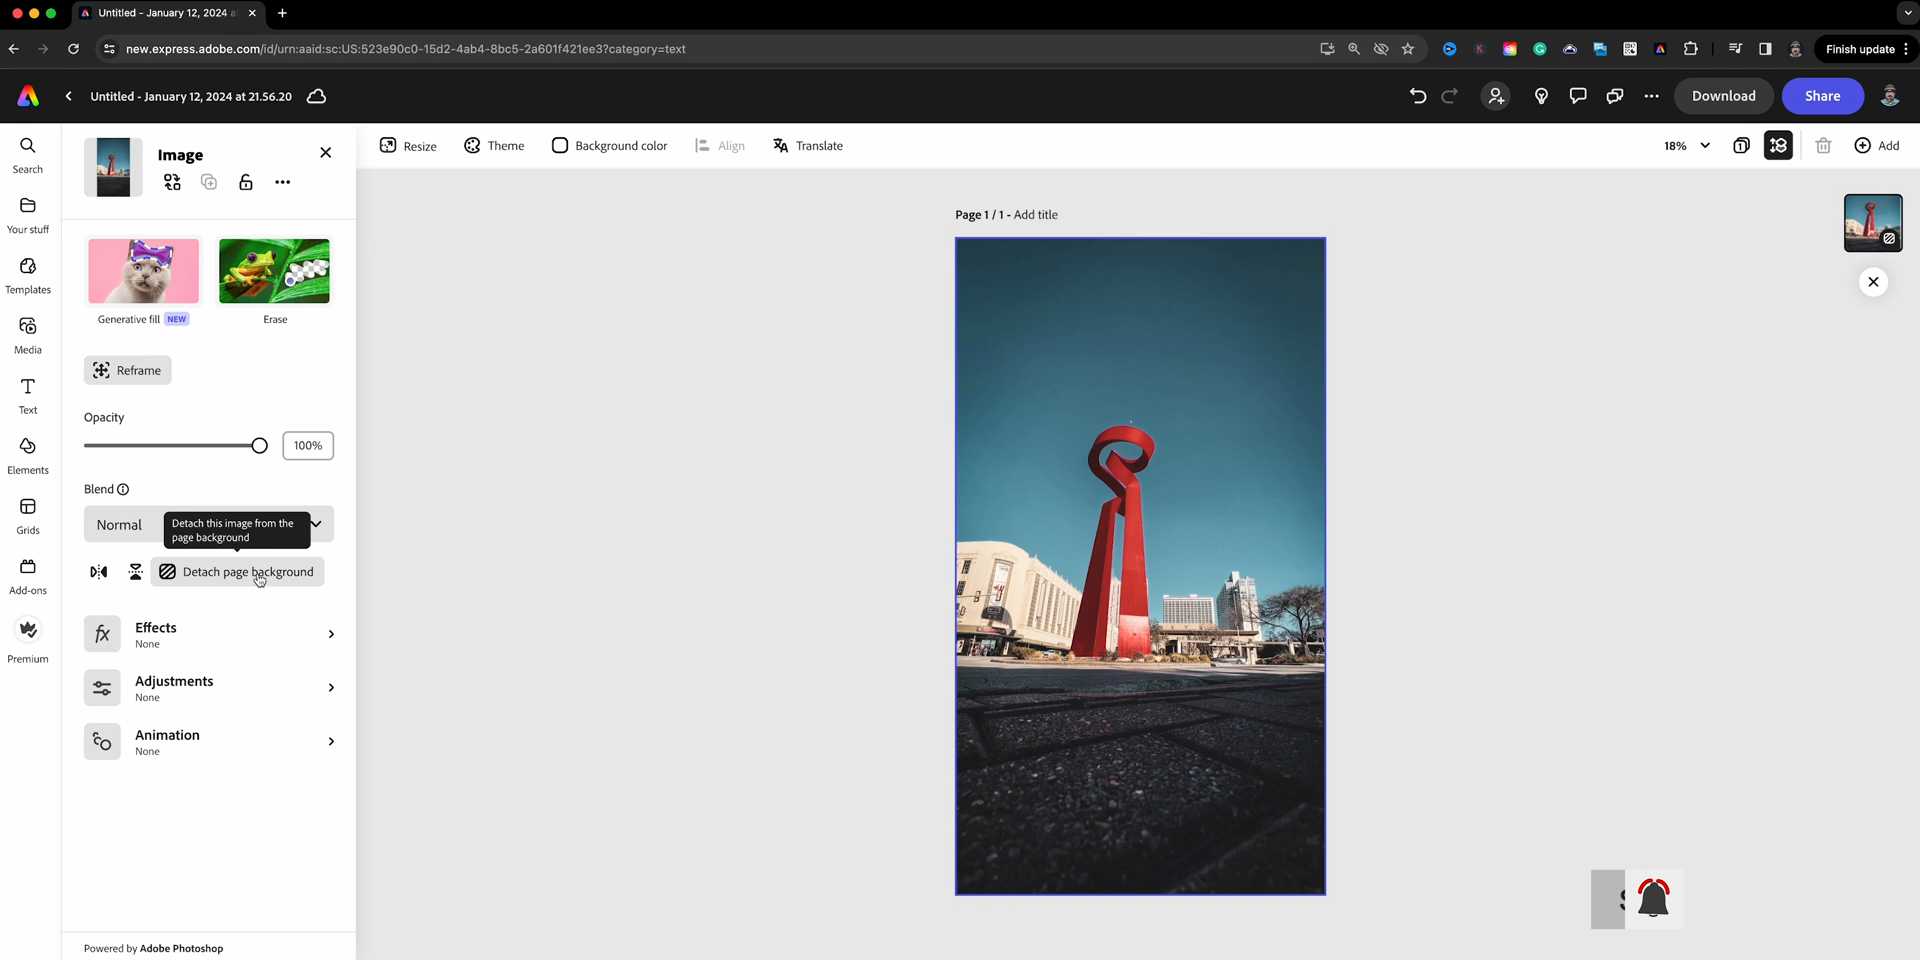 Untitled - January 12, 2024 a
new.express.adobe.com/id/urn:aaid:sc:US:523e90c0-15d2-4ab4-8bc5-2a601f421ee3?category=text
Finish update
Untitled - January 12, 2024 at 21.56.20
Download
Share
Search
Your stuff
Templates
Media
Text
Elements
Grids
Add-ons
Premium
Image
Generative fill NEW
Erase
Reframe
Opacity
100%
Blend
Normal
Detach this image from the
page background
Detach page background
Effects
None
Adjustments
None
Animation
None
Powered by Adobe Photoshop
Resize
Theme
Background color
Align
Translate
18%
Add
Page 1 / 1 - Add title